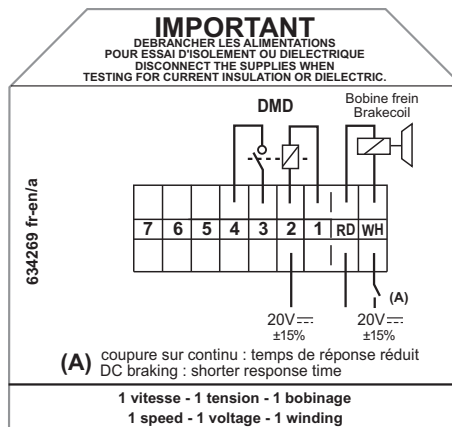 IMPORTANT
DEBRANCHER LES ALIMENTATIONS
POUR ESSAI D'ISOLEMENT OU DIELECTRIQUE
DISCONNECT THE SUPPLIES WHEN
TESTING FOR CURRENT INSULATION OR DIELECTRIC.
DMD
Bobine frein
Brakecoil
634269 fr-en/a
7 6 5 4 3 2 1 RD WH
(A)
20V⎓ 20V⎓
±15% ±15%
(A) coupure sur continu : temps de réponse réduit
DC braking : shorter response time
1 vitesse - 1 tension - 1 bobinage
1 speed - 1 voltage - 1 winding